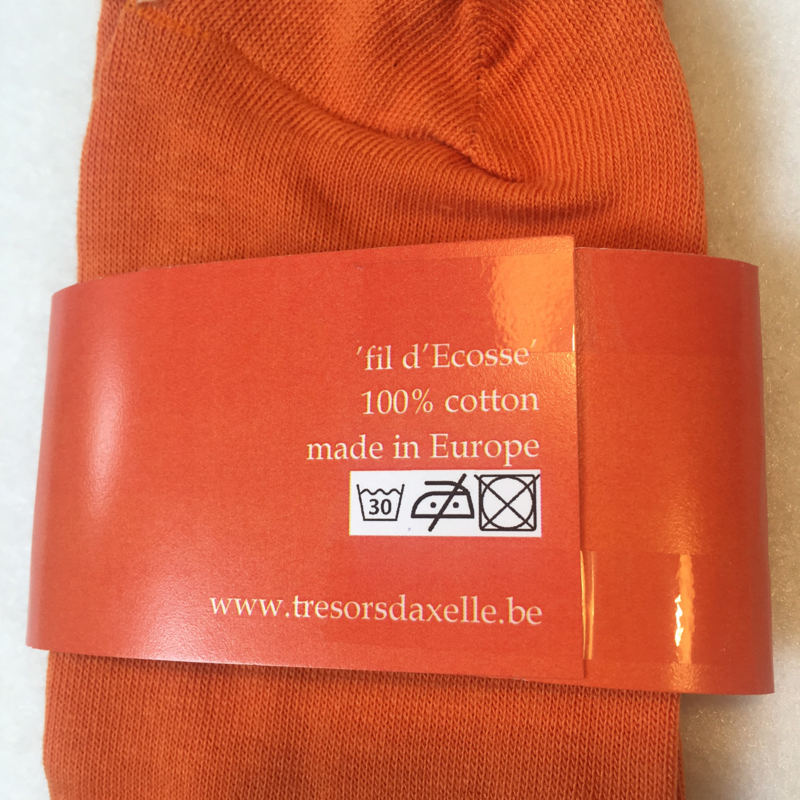 'fil d'Ecosse'
100% cotton
made in Europe
30
www.tresorsdaxelle.be